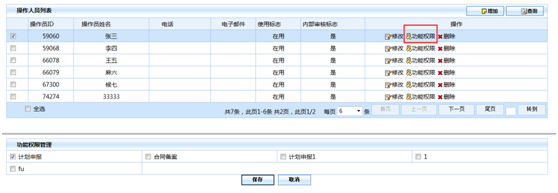 操作人员列表 增加 查询
操作员ID 操作员姓名 电话 电子邮件 使用标志 内部审核标志 操作
59060 张三 在用 是 修改 功能权限 删除
59068 李四 在用 是 修改 功能权限 删除
66078 王五 在用 是 修改 功能权限 删除
66079 麻六 在用 是 修改 功能权限 删除
67300 候七 在用 是 修改 功能权限 删除
74274 33333 在用 是 修改 功能权限 删除
全选 共7条，此页1-6条 共2页，此页1/2 每页 6 条 首页 上一页 下一页 尾页 转到
功能权限管理
计划申报 合同备案 计划申报1 1
fu
保存 取消